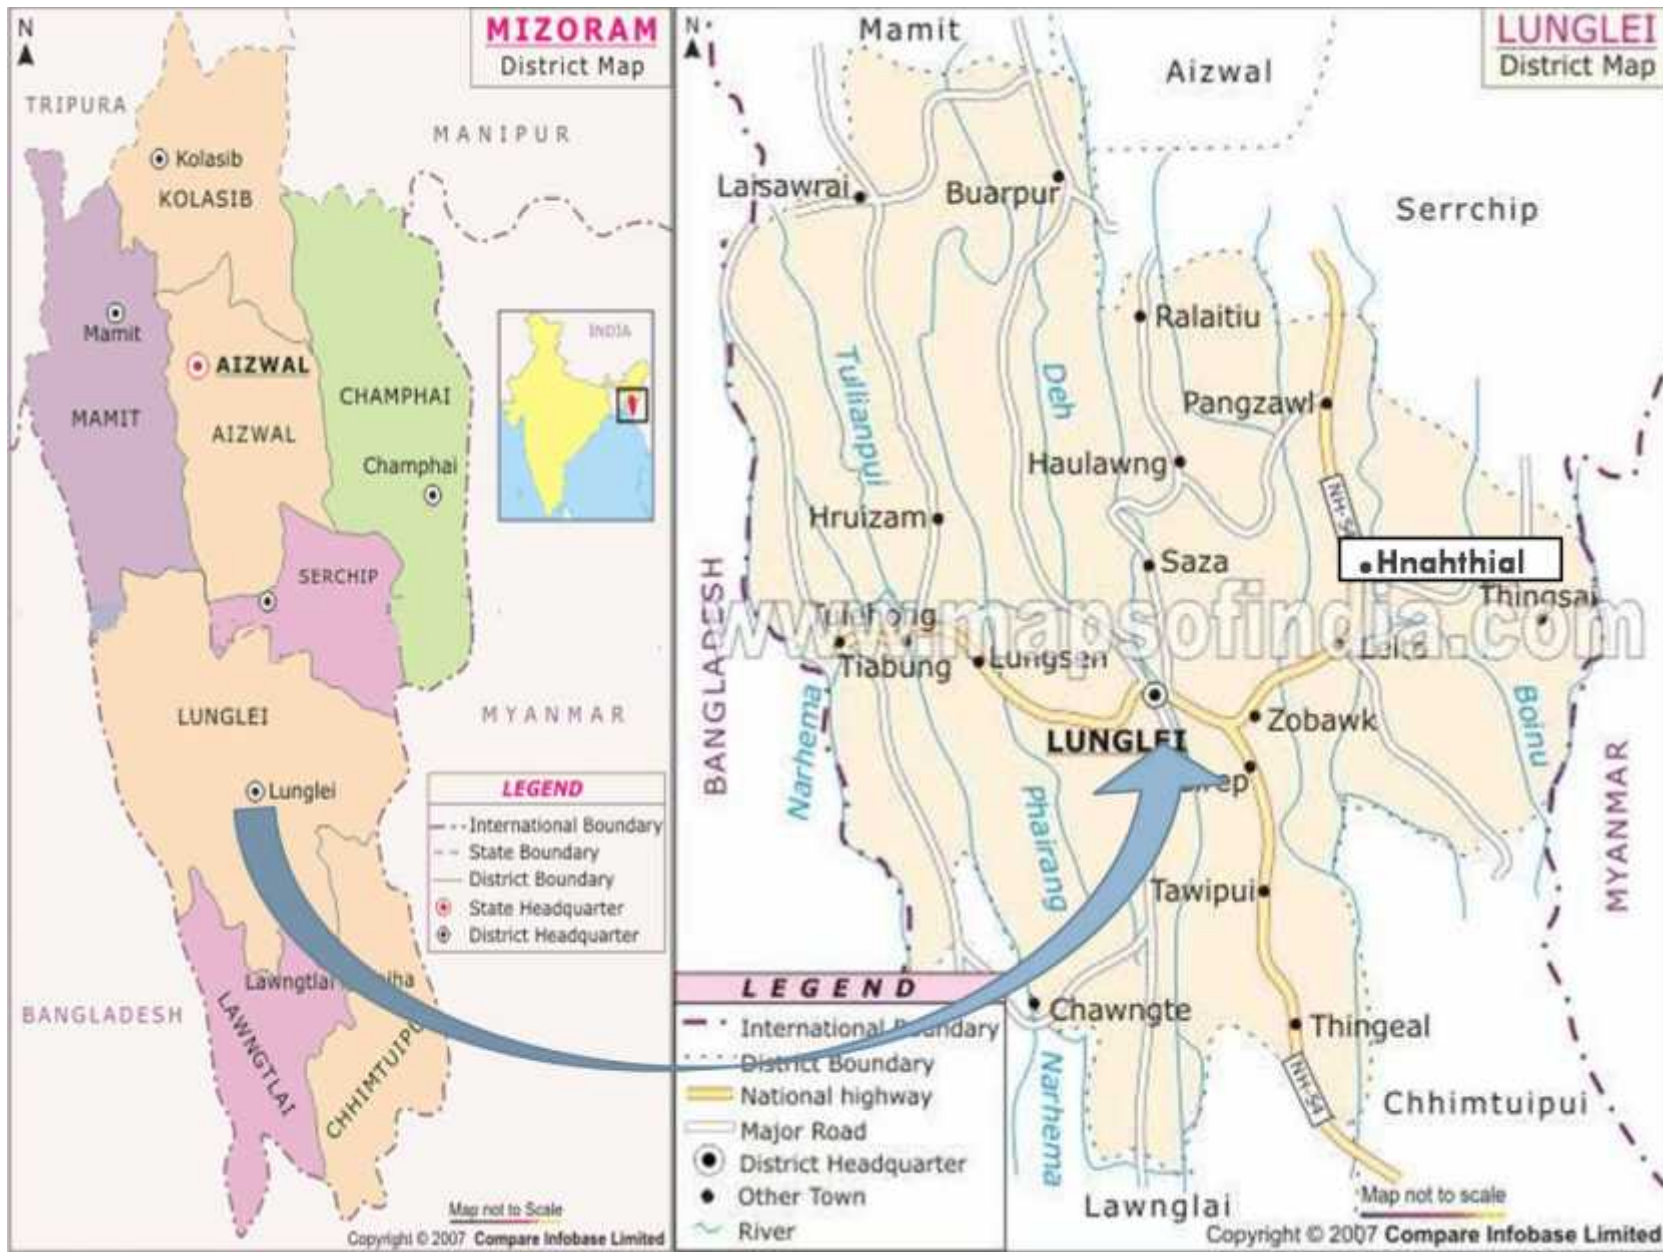 N
MIZORAM
District Map
TRIPURA
MANIPUR
Kolasib
KOLASIB
INDIA
Mamit
AIZWAL
CHAMPHAI
MAMIT
AIZWAL
Champhai
SERCHIP
LUNGLEI
MYANMAR
Lunglei
LEGEND
International Boundary
State Boundary
District Boundary
State Headquarter
District Headquarter
Lawngtlai
BANGLADESH
LAWNGTLAI
Map not to Scale
Copyright © 2007 Compare Infobase Limited
N
Mamit
LUNGLEI
District Map
Aizwal
Laisawrai
Buarpur
Serrchip
Ralaitiu
Tullianpui
Deh
Pangzawl
Haulawng
Hruizam
NH-54
Saza
Hnahthial
Thingsai
www.mapsofindia.com
Tiabung
Lungsen
BANGLADESH
Narhema
LUNGLEI
Zobawk
Boinu
MYANMAR
Phairang
Tawipui
LEGEND
International Boundary
District Boundary
National highway
Major Road
District Headquarter
Other Town
River
Chawngte
Thingeal
Narhema
NH-54
Chhimtuipui
Lawnglai
Map not to scale
Copyright © 2007 Compare Infobase Limited